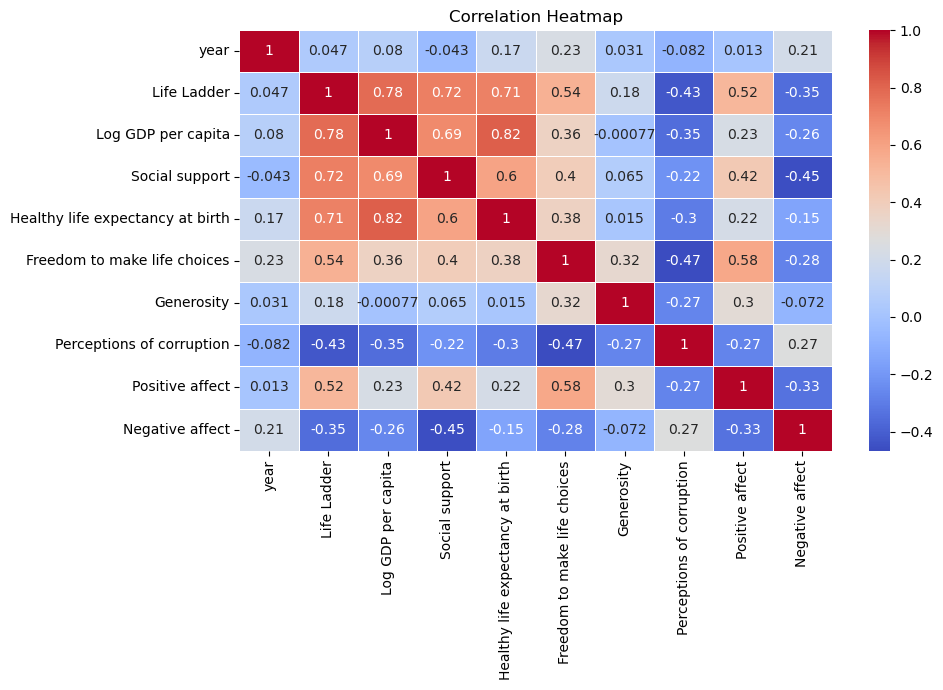 Correlation Heatmap
year 1 0.047 0.08 -0.043 0.17 0.23 0.031 -0.082 0.013 0.21
Life Ladder 0.047 1 0.78 0.72 0.71 0.54 0.18 -0.43 0.52 -0.35
Log GDP per capita 0.08 0.78 1 0.69 0.82 0.36 -0.00077 -0.35 0.23 -0.26
Social support -0.043 0.72 0.69 1 0.6 0.4 0.065 -0.22 0.42 -0.45
Healthy life expectancy at birth 0.17 0.71 0.82 0.6 1 0.38 0.015 -0.3 0.22 -0.15
Freedom to make life choices 0.23 0.54 0.36 0.4 0.38 1 0.32 -0.47 0.58 -0.28
Generosity 0.031 0.18 -0.00077 0.065 0.015 0.32 1 -0.27 0.3 -0.072
Perceptions of corruption -0.082 -0.43 -0.35 -0.22 -0.3 -0.47 -0.27 1 -0.27 0.27
Positive affect 0.013 0.52 0.23 0.42 0.22 0.58 0.3 -0.27 1 -0.33
Negative affect 0.21 -0.35 -0.26 -0.45 -0.15 -0.28 -0.072 0.27 -0.33 1
year
Life Ladder
Log GDP per capita
Social support
Healthy life expectancy at birth
Freedom to make life choices
Generosity
Perceptions of corruption
Positive affect
Negative affect
1.0
0.8
0.6
0.4
0.2
0.0
−0.2
−0.4